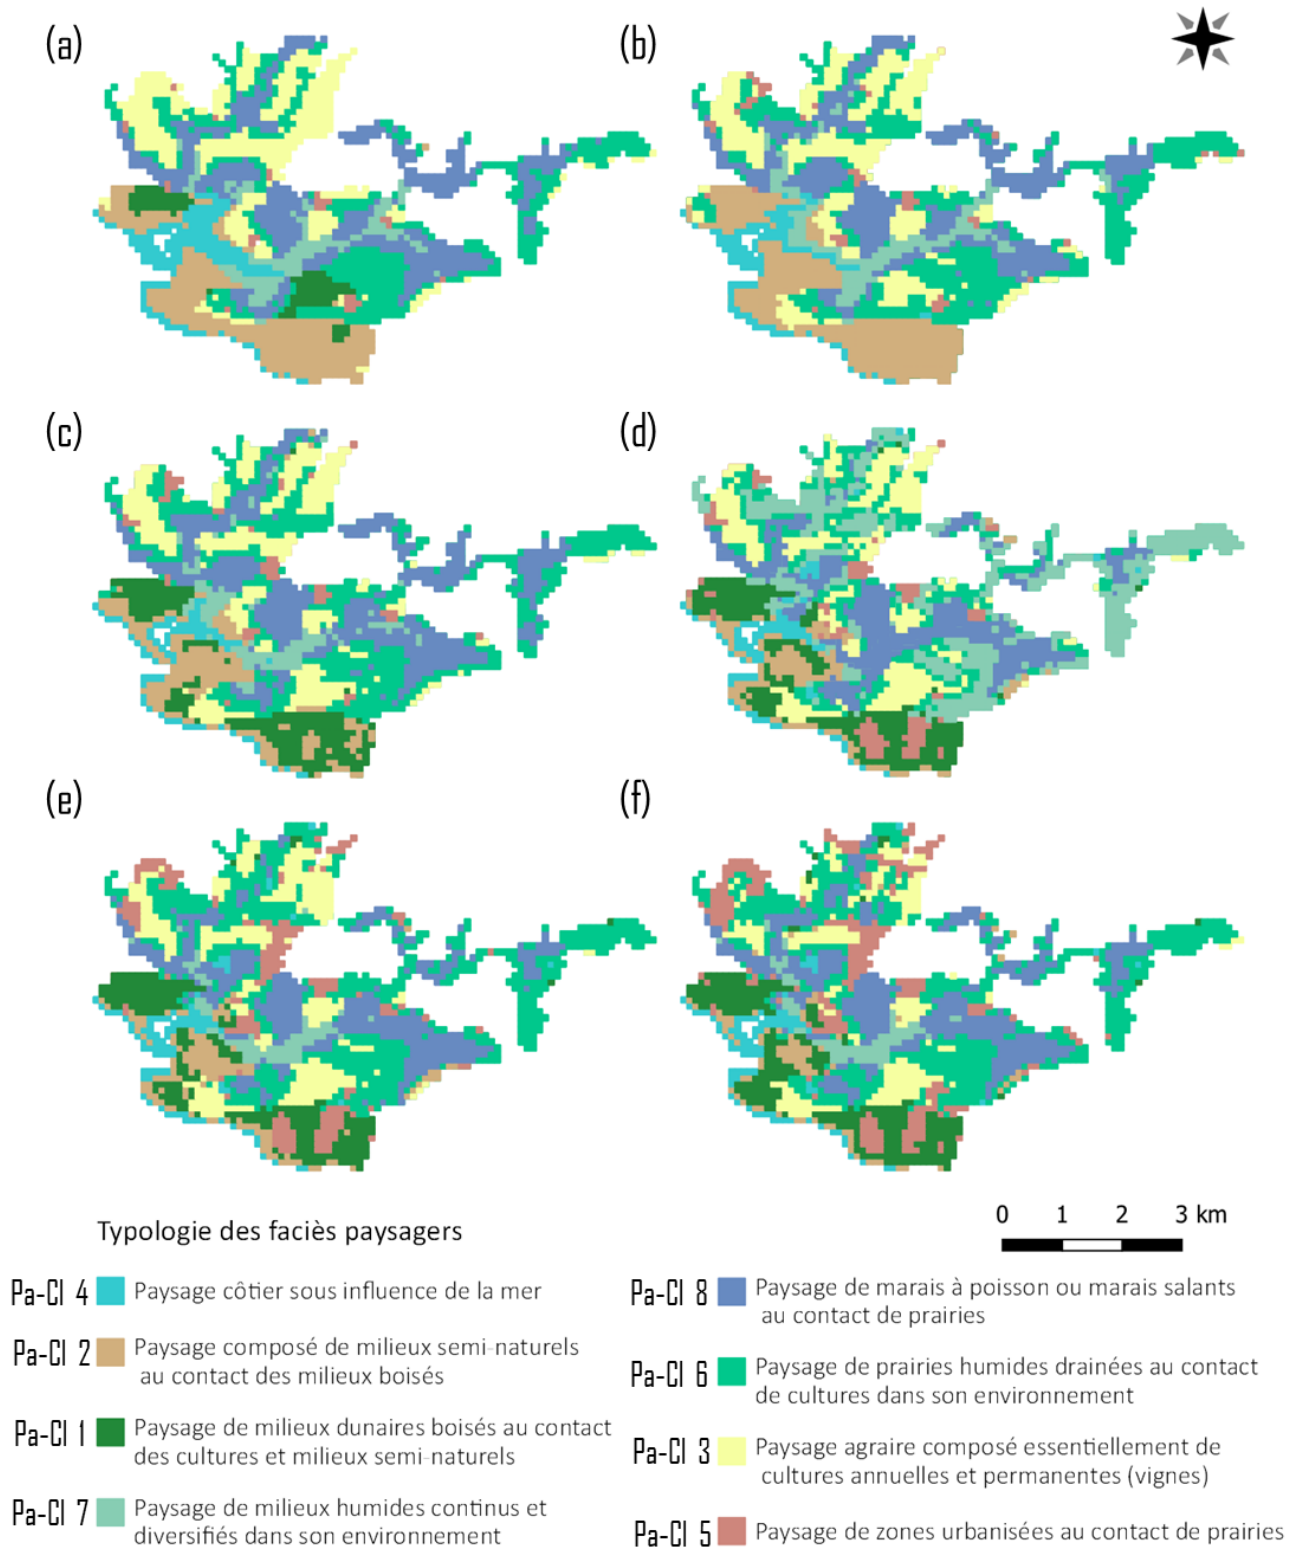 (a)
(b)
(c)
(d)
(e)
(f)
Typologie des faciès paysagers
0 1 2 3 km
Pa-Cl 4 Paysage côtier sous influence de la mer
Pa-Cl 2 Paysage composé de milieux semi-naturels
au contact des milieux boisés
Pa-Cl 1 Paysage de milieux dunaires boisés au contact
des cultures et milieux semi-naturels
Pa-Cl 7 Paysage de milieux humides continus et
diversifiés dans son environnement
Pa-Cl 8 Paysage de marais à poisson ou marais salants
au contact de prairies
Pa-Cl 6 Paysage de prairies humides drainées au contact
de cultures dans son environnement
Pa-Cl 3 Paysage agraire composé essentiellement de
cultures annuelles et permanentes (vignes)
Pa-Cl 5 Paysage de zones urbanisées au contact de prairies